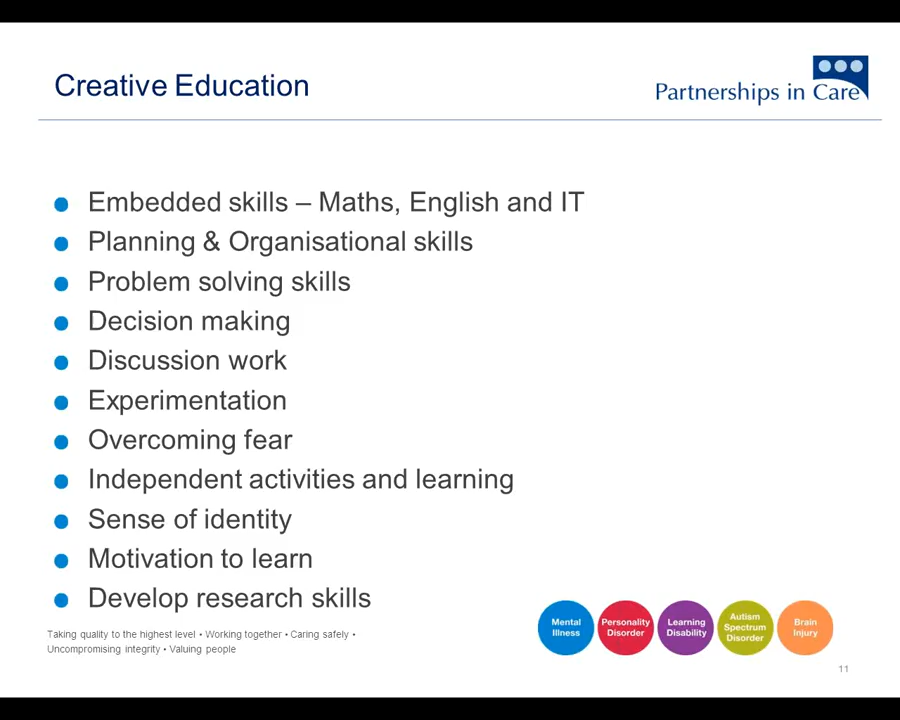 Creative Education
Partnerships in Care
Embedded skills – Maths, English and IT
Planning & Organisational skills
Problem solving skills
Decision making
Discussion work
Experimentation
Overcoming fear
Independent activities and learning
Sense of identity
Motivation to learn
Develop research skills
Taking quality to the highest level • Working together • Caring safely •
Uncompromising integrity • Valuing people
Mental
Illness
Personality
Disorder
Learning
Disability
Autism
Spectrum
Disorder
Brain
Injury
11